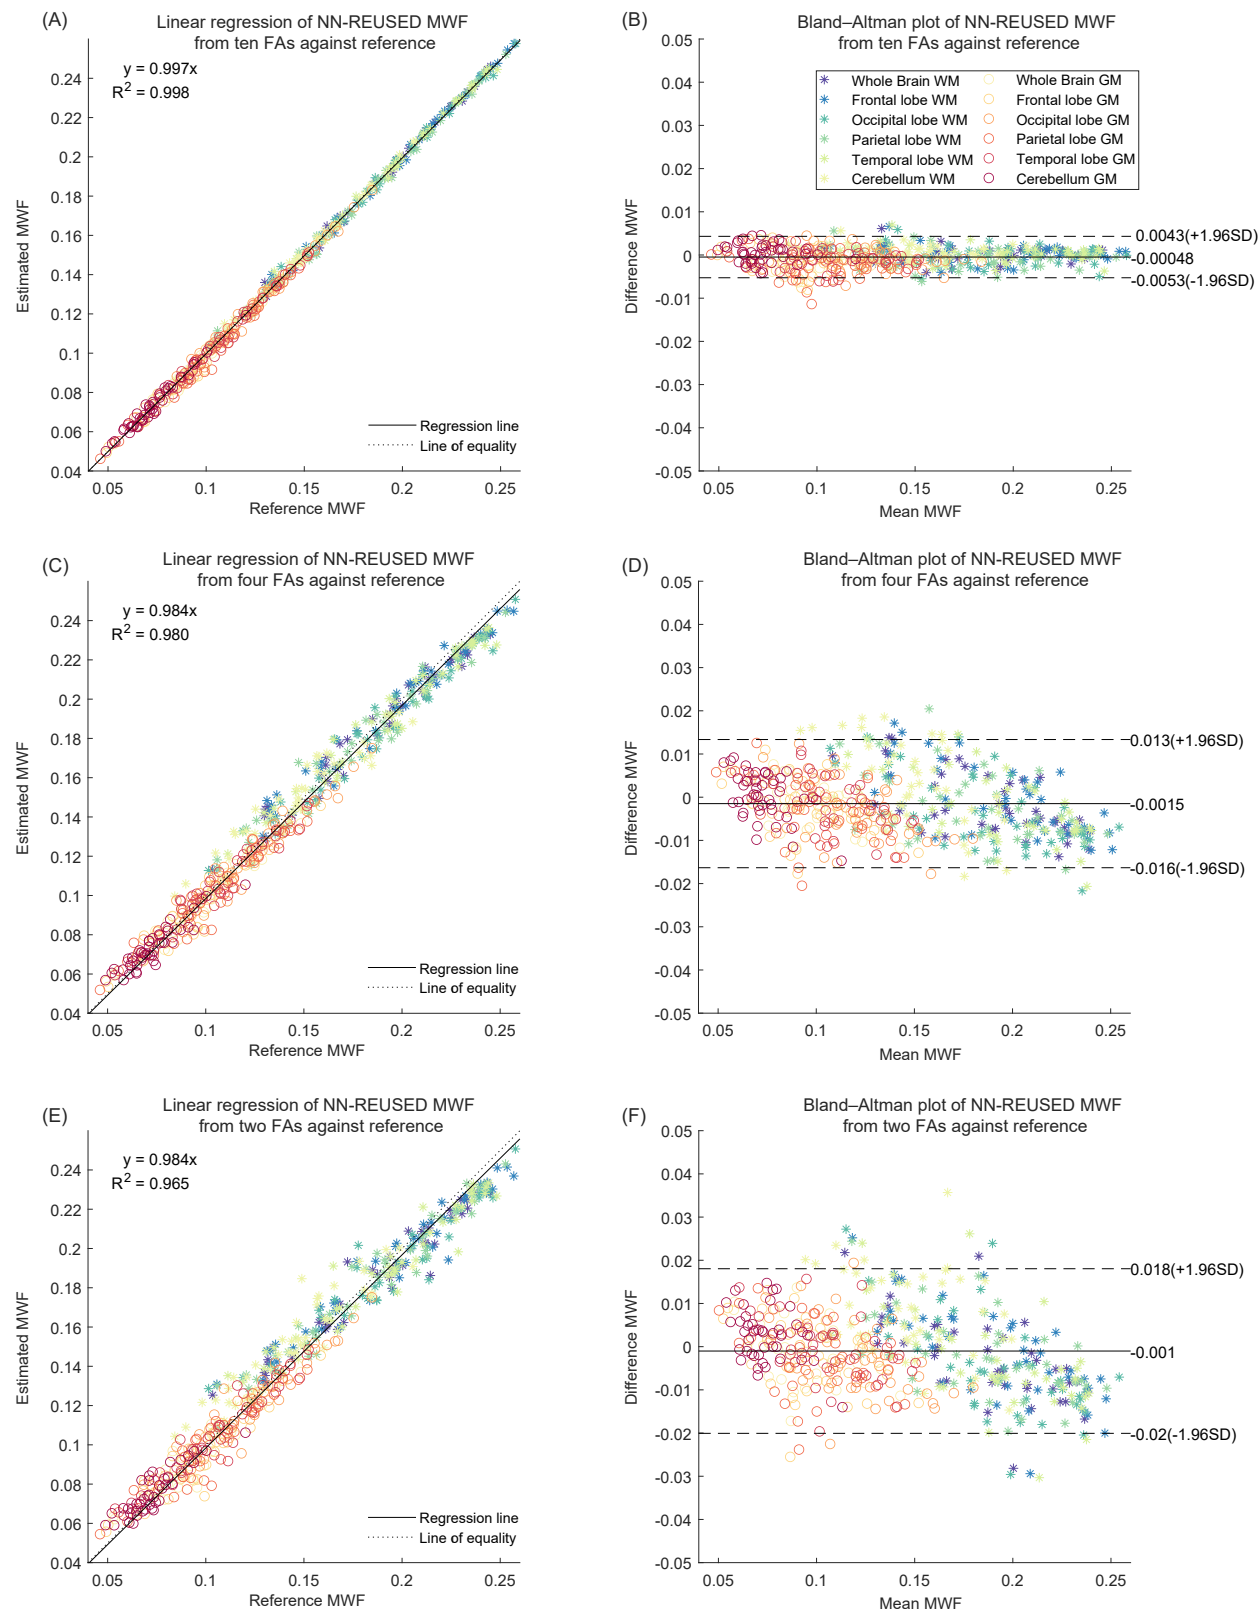 (A)
Linear regression of NN-REUSED MWF
from ten FAs against reference
y = 0.997x
R² = 0.998
Estimated MWF
0.24
0.22
0.2
0.18
0.16
0.14
0.12
0.1
0.08
0.06
0.04
Regression line
Line of equality
0.05 0.1 0.15 0.2 0.25
Reference MWF
(B)
Bland–Altman plot of NN-REUSED MWF
from ten FAs against reference
Whole Brain WM
Frontal lobe WM
Occipital lobe WM
Parietal lobe WM
Temporal lobe WM
Cerebellum WM
Whole Brain GM
Frontal lobe GM
Occipital lobe GM
Parietal lobe GM
Temporal lobe GM
Cerebellum GM
Difference MWF
0.05
0.04
0.03
0.02
0.01
0
-0.01
-0.02
-0.03
-0.04
-0.05
0.0043(+1.96SD)
-0.00048
-0.0053(-1.96SD)
0.05 0.1 0.15 0.2 0.25
Mean MWF
(C)
Linear regression of NN-REUSED MWF
from four FAs against reference
y = 0.984x
R² = 0.980
Estimated MWF
0.24
0.22
0.2
0.18
0.16
0.14
0.12
0.1
0.08
0.06
0.04
Regression line
Line of equality
0.05 0.1 0.15 0.2 0.25
Reference MWF
(D)
Bland–Altman plot of NN-REUSED MWF
from four FAs against reference
Difference MWF
0.05
0.04
0.03
0.02
0.01
0
-0.01
-0.02
-0.03
-0.04
-0.05
0.013(+1.96SD)
-0.0015
-0.016(-1.96SD)
0.05 0.1 0.15 0.2 0.25
Mean MWF
(E)
Linear regression of NN-REUSED MWF
from two FAs against reference
y = 0.984x
R² = 0.965
Estimated MWF
0.24
0.22
0.2
0.18
0.16
0.14
0.12
0.1
0.08
0.06
0.04
Regression line
Line of equality
0.05 0.1 0.15 0.2 0.25
Reference MWF
(F)
Bland–Altman plot of NN-REUSED MWF
from two FAs against reference
Difference MWF
0.05
0.04
0.03
0.02
0.01
0
-0.01
-0.02
-0.03
-0.04
-0.05
0.018(+1.96SD)
-0.001
-0.02(-1.96SD)
0.05 0.1 0.15 0.2 0.25
Mean MWF